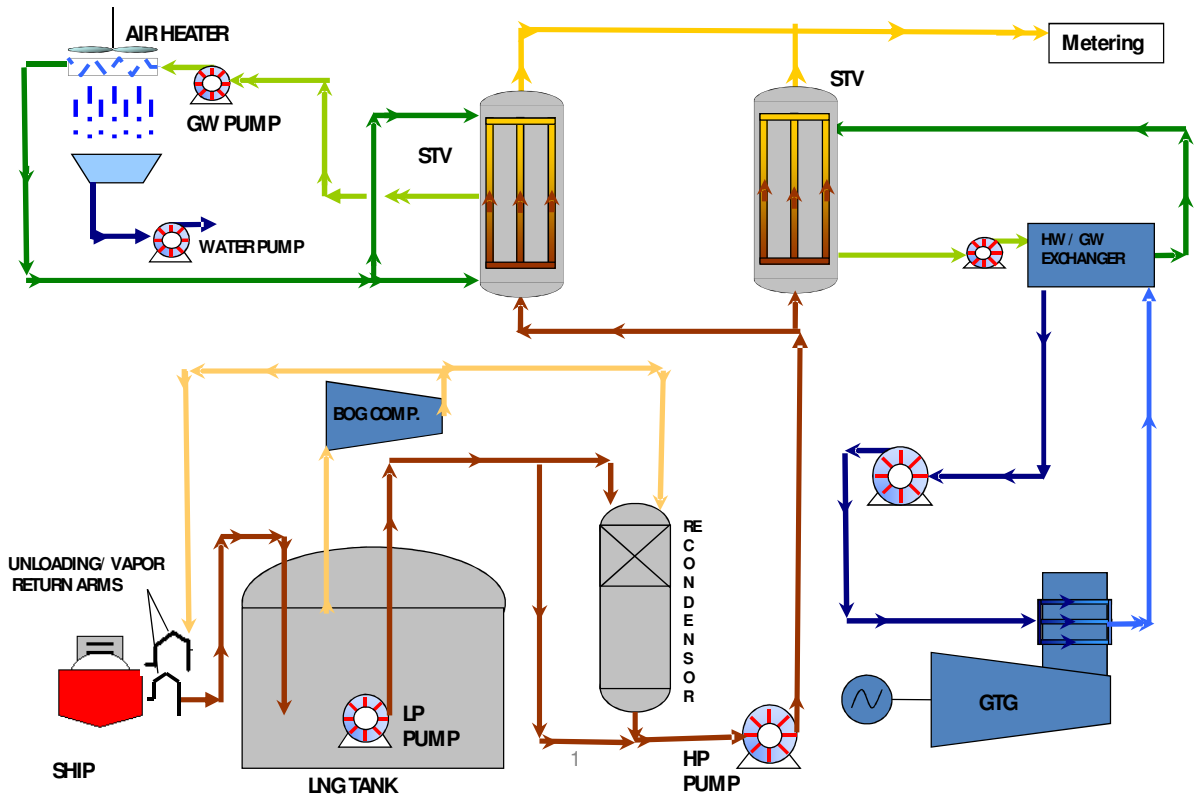 AIR HEATER
Metering
STV
GW PUMP
STV
WATER PUMP
HW / GW
EXCHANGER
BOG COMP.
UNLOADING/ VAPOR
RETURN ARMS
RE
C
O
N
D
E
N
S
O
R
LP
PUMP
GTG
1
HP
PUMP
SHIP
LNG TANK